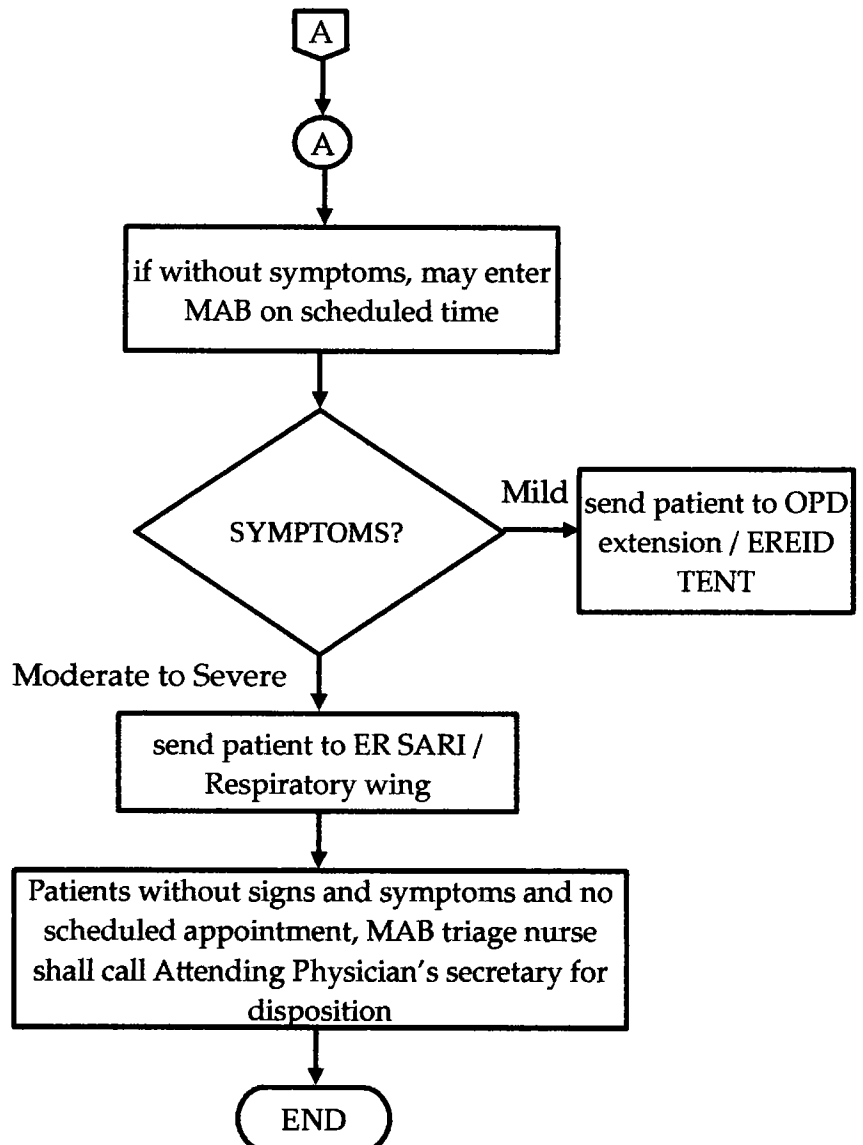 A
A
if without symptoms, may enter
MAB on scheduled time
SYMPTOMS?
Mild
send patient to OPD
extension / EREID
TENT
Moderate to Severe
send patient to ER SARI /
Respiratory wing
Patients without signs and symptoms and no
scheduled appointment, MAB triage nurse
shall call Attending Physician's secretary for
disposition
END